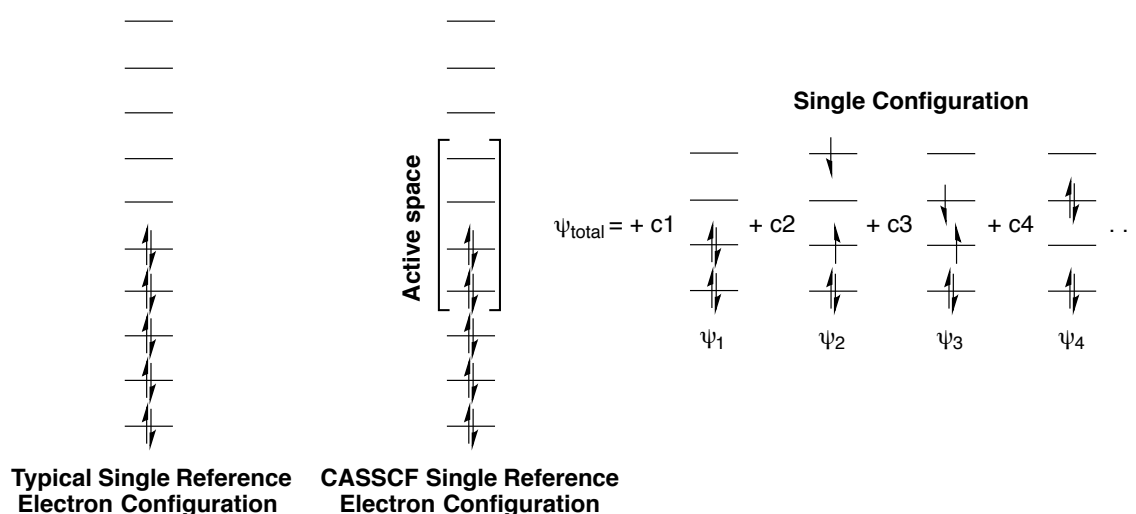 Single Configuration
Active space
ψtotal = + c1 + c2 + c3 + c4 . .
ψ1 ψ2 ψ3 ψ4
Typical Single Reference
Electron Configuration
CASSCF Single Reference
Electron Configuration